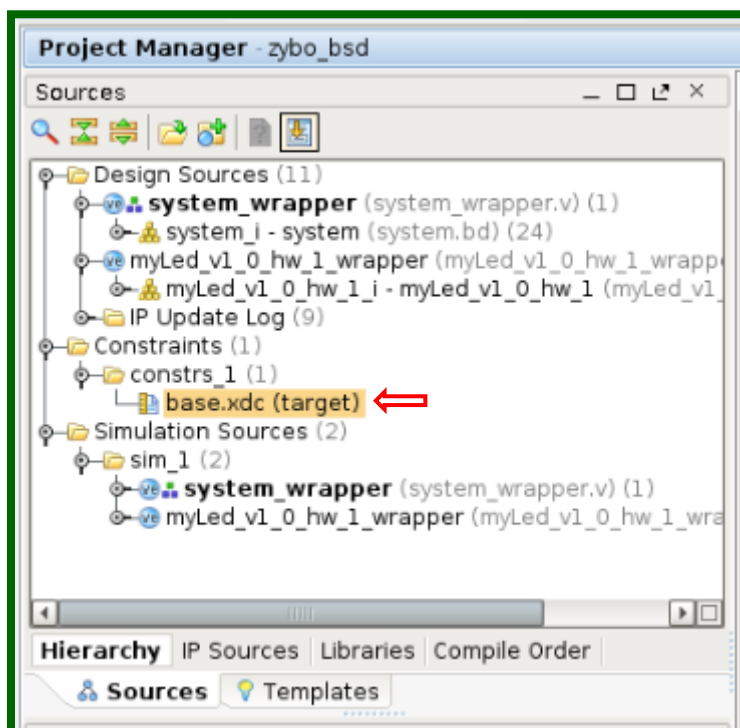 Project Manager - zybo_bsd
Sources
Design Sources (11)
system_wrapper (system_wrapper.v) (1)
system_i - system (system.bd) (24)
myLed_v1_0_hw_1_wrapper (myLed_v1_0_hw_1_wrapp
myLed_v1_0_hw_1_i - myLed_v1_0_hw_1 (myLed_v1_
IP Update Log (9)
Constraints (1)
constrs_1 (1)
base.xdc (target)
Simulation Sources (2)
sim_1 (2)
system_wrapper (system_wrapper.v) (1)
myLed_v1_0_hw_1_wrapper (myLed_v1_0_hw_1_wra
Hierarchy IP Sources Libraries Compile Order
Sources Templates